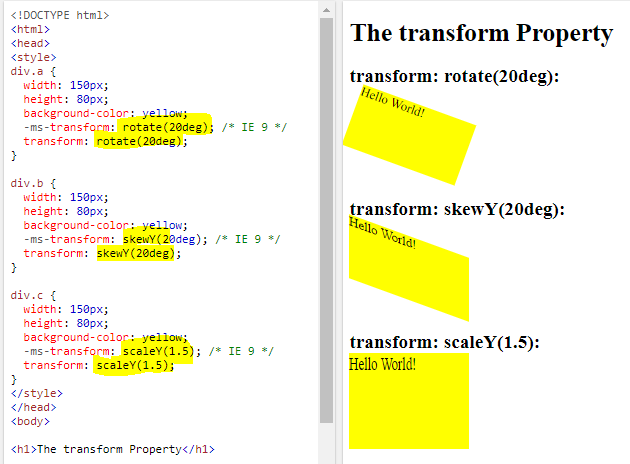 <!DOCTYPE html>
<html>
<head>
<style>
div.a {
  width: 150px;
  height: 80px;
  background-color: yellow;
  -ms-transform: rotate(20deg); /* IE 9 */
  transform: rotate(20deg);
}

div.b {
  width: 150px;
  height: 80px;
  background-color: yellow;
  -ms-transform: skewY(20deg); /* IE 9 */
  transform: skewY(20deg);
}

div.c {
  width: 150px;
  height: 80px;
  background-color: yellow;
  -ms-transform: scaleY(1.5); /* IE 9 */
  transform: scaleY(1.5);
}
</style>
</head>
<body>

<h1>The transform Property</h1>
The transform Property
transform: rotate(20deg):
Hello World!
transform: skewY(20deg):
Hello World!
transform: scaleY(1.5):
Hello World!